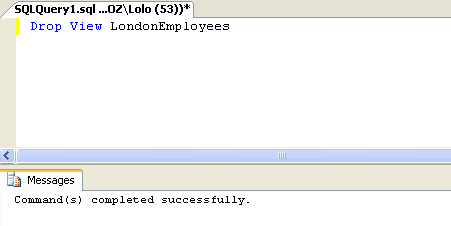 SQLQuery1.sql ...OZ\Lolo (53))*
Drop View LondonEmployees
Messages
Command(s) completed successfully.